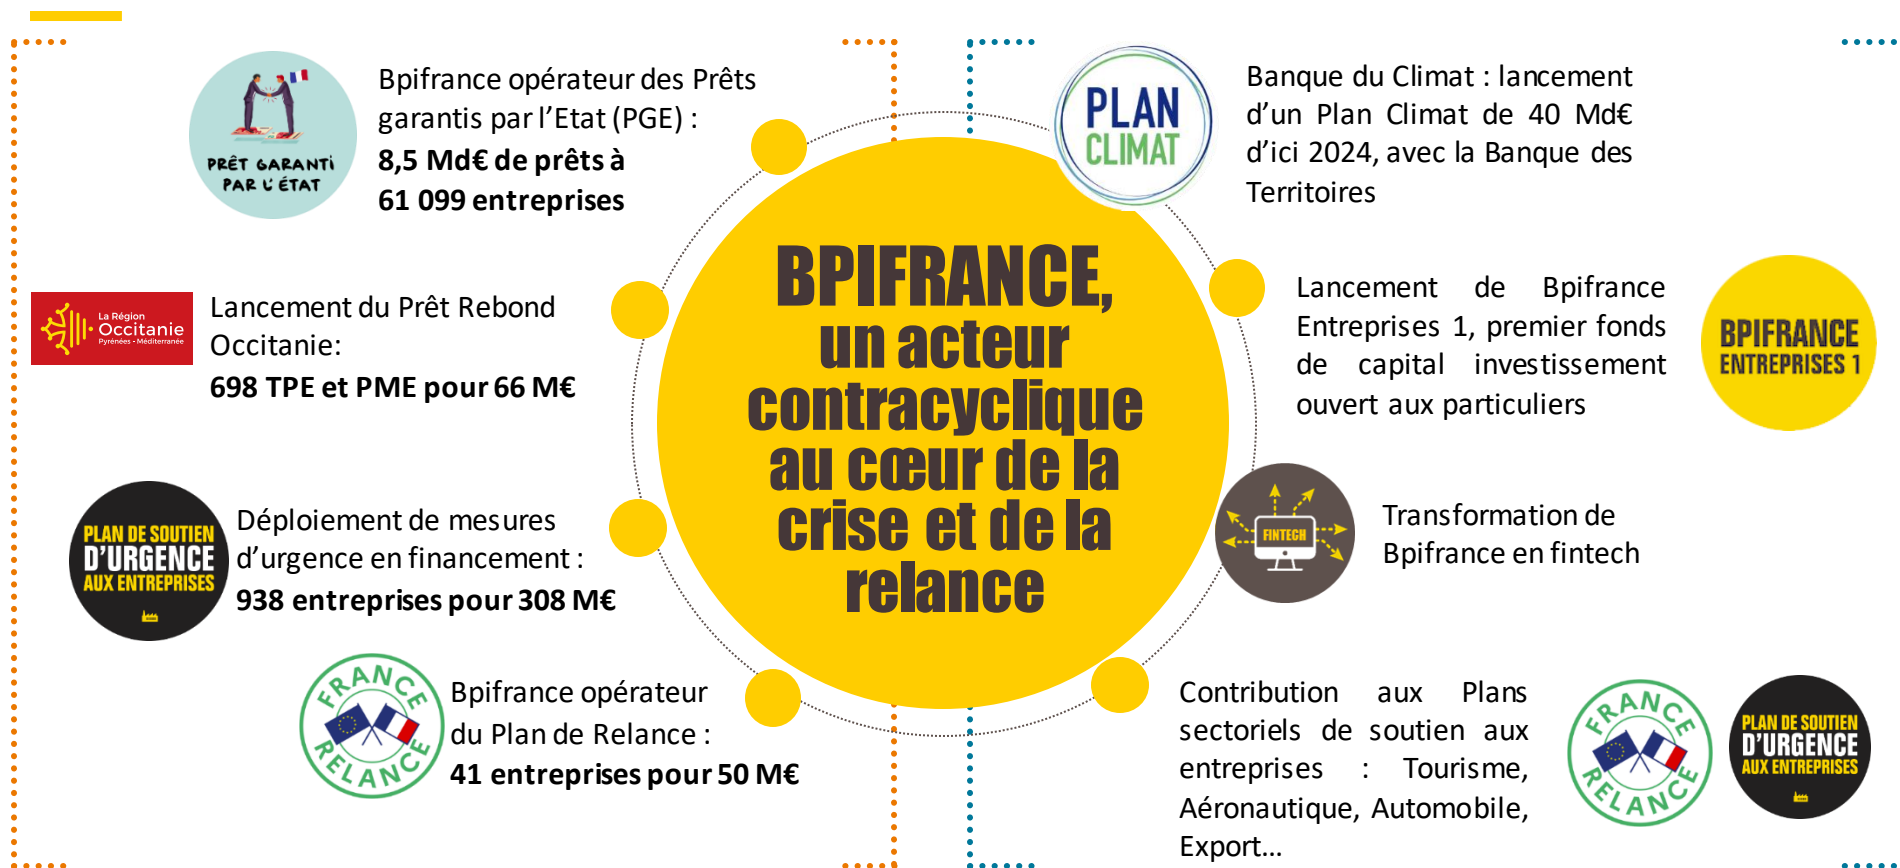 PRÊT GARANTI
PAR L'ÉTAT
Bpifrance opérateur des Prêts
garantis par l’Etat (PGE) :
8,5 Md€ de prêts à
61 099 entreprises
La Région
Occitanie
Pyrénées - Méditerranée
Lancement du Prêt Rebond
Occitanie:
698 TPE et PME pour 66 M€
PLAN DE SOUTIEN
D'URGENCE
AUX ENTREPRISES
Déploiement de mesures
d’urgence en financement :
938 entreprises pour 308 M€
FRANCE
RELANCE
Bpifrance opérateur
du Plan de Relance :
41 entreprises pour 50 M€
BPIFRANCE,
un acteur
contracyclique
au cœur de la
crise et de la
relance
PLAN
CLIMAT
Banque du Climat : lancement
d’un Plan Climat de 40 Md€
d’ici 2024, avec la Banque des
Territoires
Lancement de Bpifrance
Entreprises 1, premier fonds
de capital investissement
ouvert aux particuliers
BPIFRANCE
ENTREPRISES 1
FINTECH
Transformation de
Bpifrance en fintech
Contribution aux Plans
sectoriels de soutien aux
entreprises : Tourisme,
Aéronautique, Automobile,
Export…
FRANCE
RELANCE
PLAN DE SOUTIEN
D'URGENCE
AUX ENTREPRISES